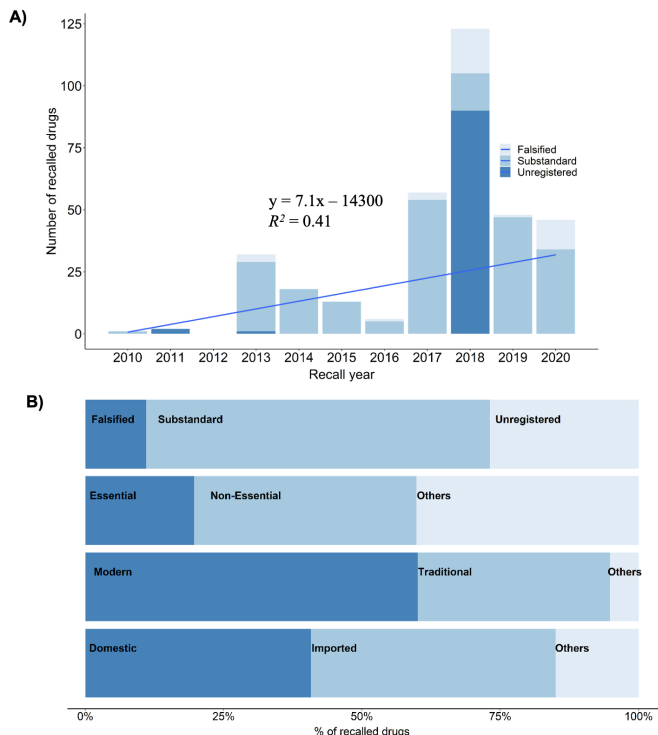 A)
Number of recalled drugs
125
100
75
50
25
0
y = 7.1x – 14300
R² = 0.41
Falsified
Substandard
Unregistered
2010 2011 2012 2013 2014 2015 2016 2017 2018 2019 2020
Recall year
B)
Falsified Substandard Unregistered
Essential Non-Essential Others
Modern Traditional Others
Domestic Imported Others
0% 25% 50% 75% 100%
% of recalled drugs